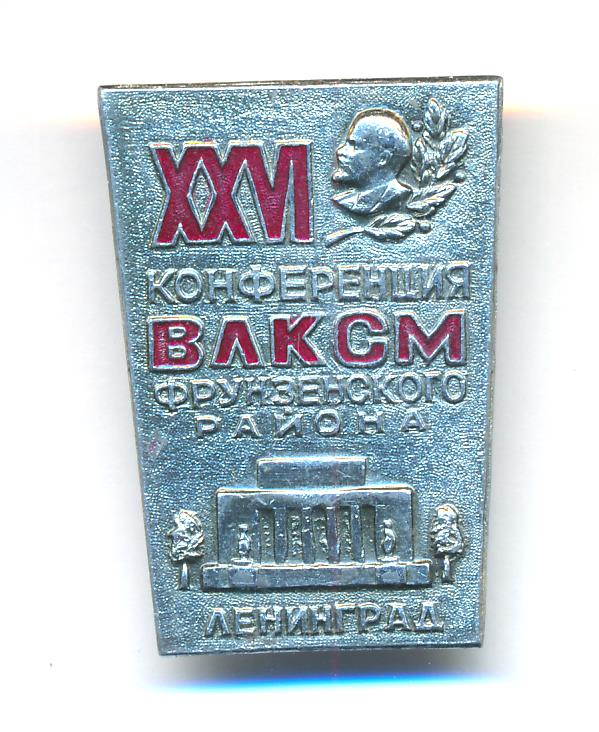 XXVI
КОНФЕРЕНЦИЯ
ВЛКСМ
ФРУНЗЕНСКОГО
РАЙОНА
ЛЕНИНГРАД